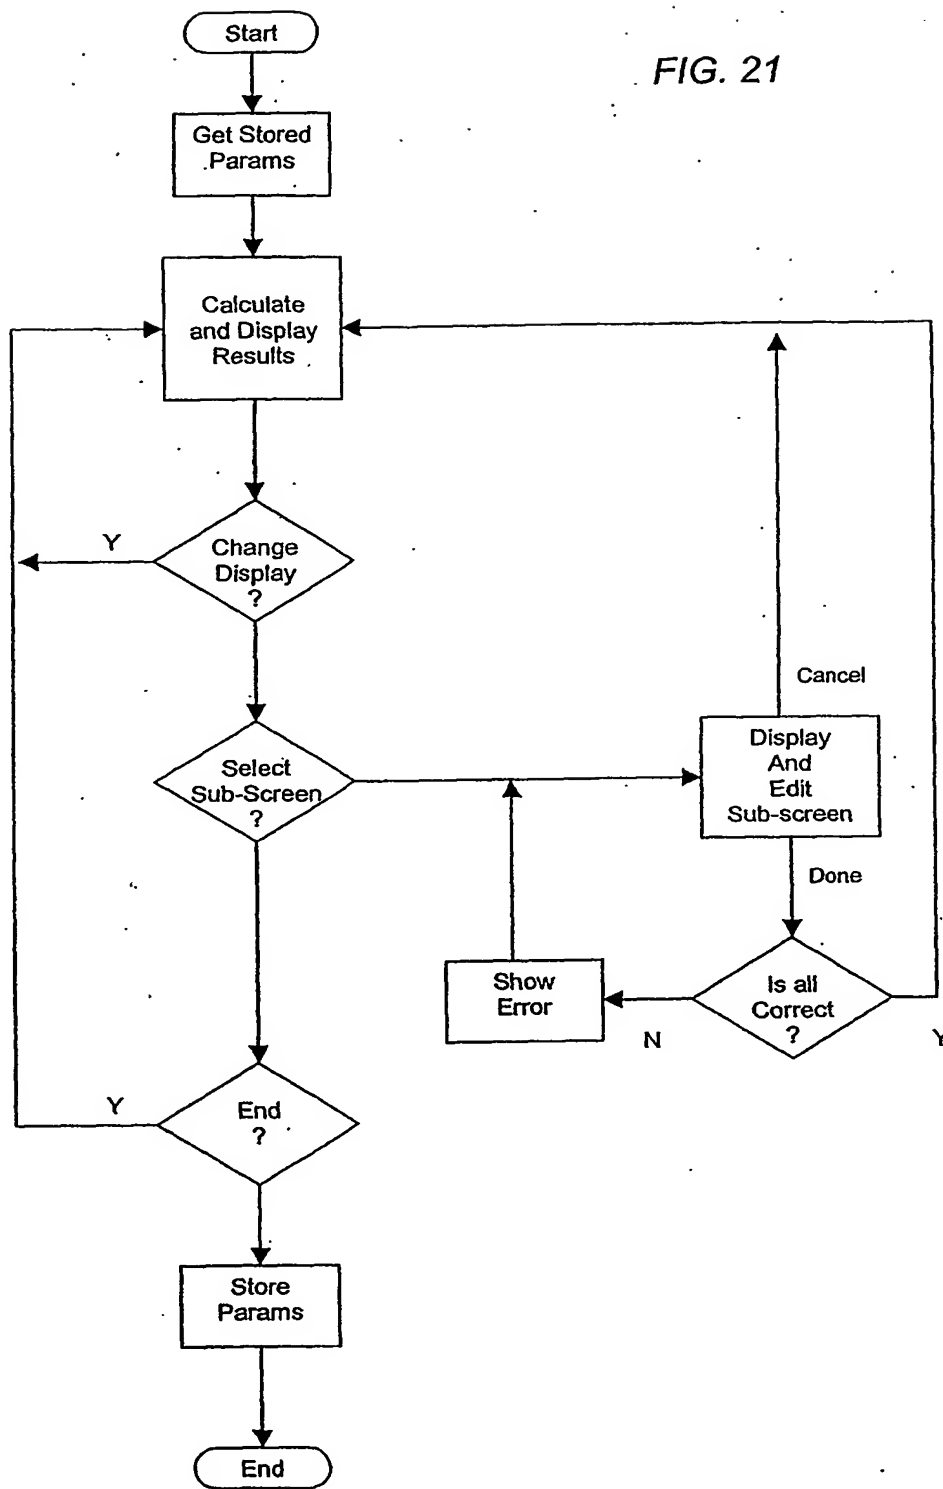 Start
FIG. 21
Get Stored
Params
Calculate
and Display
Results
Y
Change
Display
?
Cancel
Select
Sub-Screen
?
Display
And
Edit
Sub-screen
Done
Show
Error
Is all
Correct
?
N
Y
Y
End
?
Store
Params
End